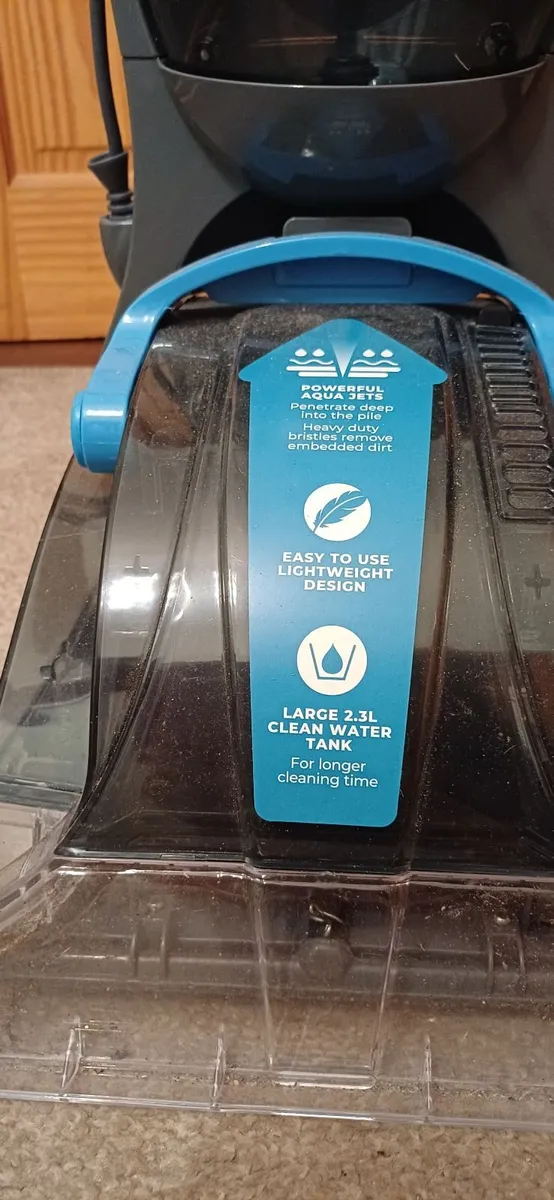 POWERFUL
AQUA JETS
Penetrate deep
into the pile
Heavy duty
bristles remove
embedded dirt
EASY TO USE
LIGHTWEIGHT
DESIGN
LARGE 2.3L
CLEAN WATER
TANK
For longer
cleaning time